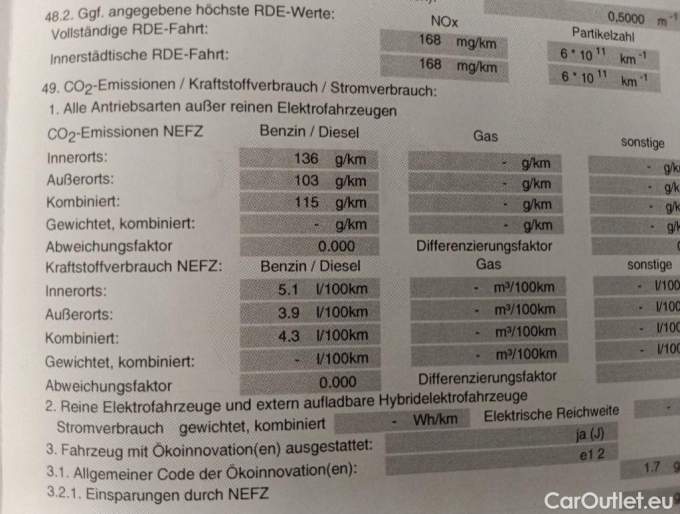 48.2. Ggf. angegebene höchste RDE-Werte: NOx 0,5000 m-1
Vollständige RDE-Fahrt: 168 mg/km Partikelzahl 6 * 10 11 km -1
Innerstädtische RDE-Fahrt: 168 mg/km 6 * 10 11 km -1
49. CO2-Emissionen / Kraftstoffverbrauch / Stromverbrauch:
1. Alle Antriebsarten außer reinen Elektrofahrzeugen
CO2-Emissionen NEFZ Benzin / Diesel Gas sonstige
Innerorts: 136 g/km - g/km -
Außerorts: 103 g/km - g/km -
Kombiniert: 115 g/km - g/km -
Gewichtet, kombiniert: - g/km - g/km -
Abweichungsfaktor 0.000 Differenzierungsfaktor
Kraftstoffverbrauch NEFZ: Benzin / Diesel Gas sonstige
Innerorts: 5.1 l/100km - m³/100km - l/100
Außerorts: 3.9 l/100km - m³/100km - l/100
Kombiniert: 4.3 l/100km - m³/100km - l/100
Gewichtet, kombiniert: - l/100km - m³/100km - l/100
Abweichungsfaktor 0.000 Differenzierungsfaktor
2. Reine Elektrofahrzeuge und extern aufladbare Hybridelektrofahrzeuge
Stromverbrauch gewichtet, kombiniert - Wh/km Elektrische Reichweite -
3. Fahrzeug mit Ökoinnovation(en) ausgestattet: ja (J)
3.1. Allgemeiner Code der Ökoinnovation(en): e1 2
3.2.1. Einsparungen durch NEFZ 1.7 g
CarOutlet.eu